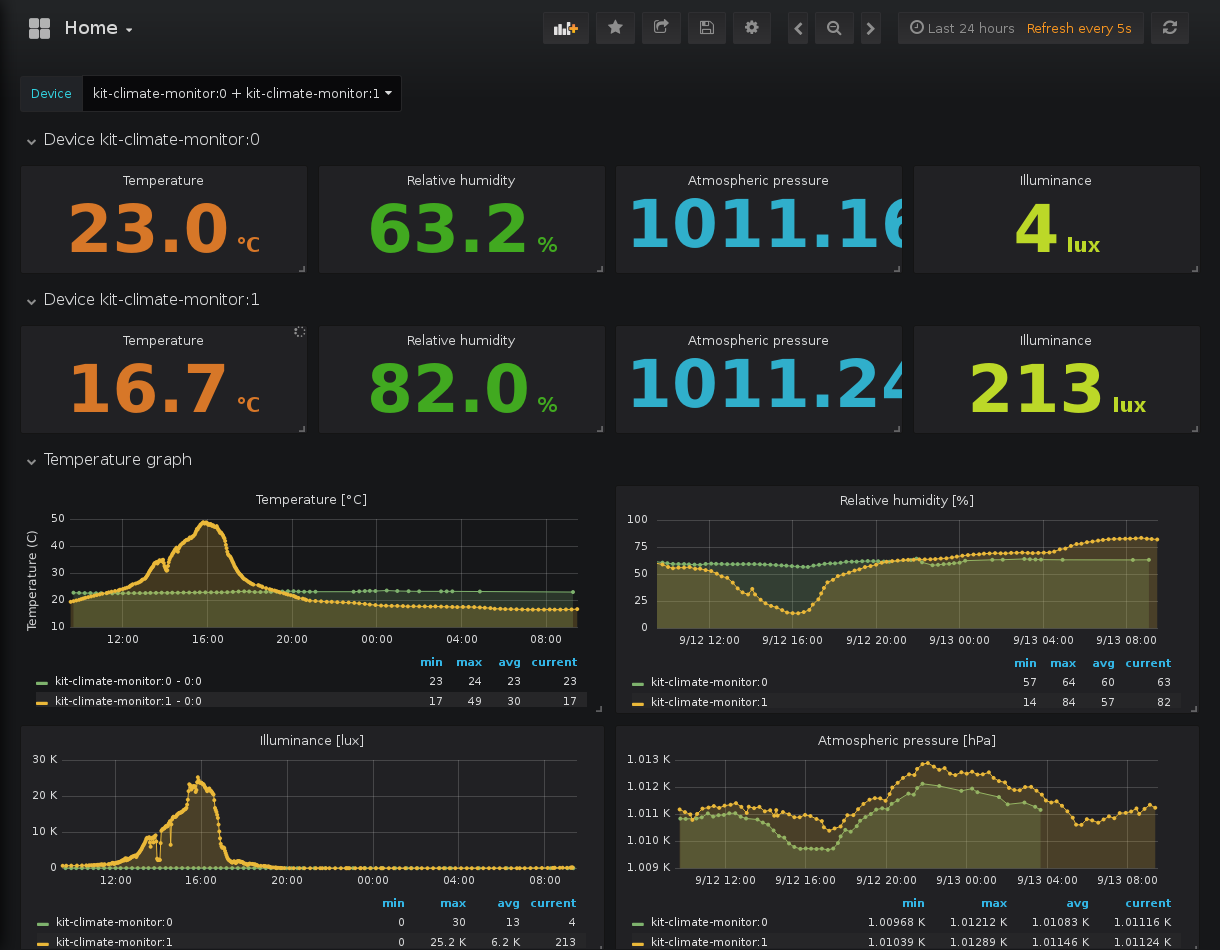 Home
Last 24 hours Refresh every 5s
Device kit-climate-monitor:0 + kit-climate-monitor:1
Device kit-climate-monitor:0
Temperature Relative humidity Atmospheric pressure Illuminance
23.0 °C 63.2 % 1011.16 4 lux
Device kit-climate-monitor:1
Temperature Relative humidity Atmospheric pressure Illuminance
16.7 °C 82.0 % 1011.24 213 lux
Temperature graph
Temperature [°C]
Temperature (C)
50
40
30
20
10
12:00 16:00 20:00 00:00 04:00 08:00
min max avg current
kit-climate-monitor:0 - 0:0 23 24 23 23
kit-climate-monitor:1 - 0:0 17 49 30 17
Relative humidity [%]
100
75
50
25
0
9/12 12:00 9/12 16:00 9/12 20:00 9/13 00:00 9/13 04:00 9/13 08:00
min max avg current
kit-climate-monitor:0 57 64 60 63
kit-climate-monitor:1 14 84 57 82
Illuminance [lux]
30 K
20 K
10 K
0
12:00 16:00 20:00 00:00 04:00 08:00
min max avg current
kit-climate-monitor:0 0 30 13 4
kit-climate-monitor:1 0 25.2 K 6.2 K 213
Atmospheric pressure [hPa]
1.013 K
1.012 K
1.011 K
1.010 K
1.009 K
9/12 12:00 9/12 16:00 9/12 20:00 9/13 00:00 9/13 04:00 9/13 08:00
min max avg current
kit-climate-monitor:0 1.00968 K 1.01212 K 1.01083 K 1.01116 K
kit-climate-monitor:1 1.01039 K 1.01289 K 1.01146 K 1.01124 K